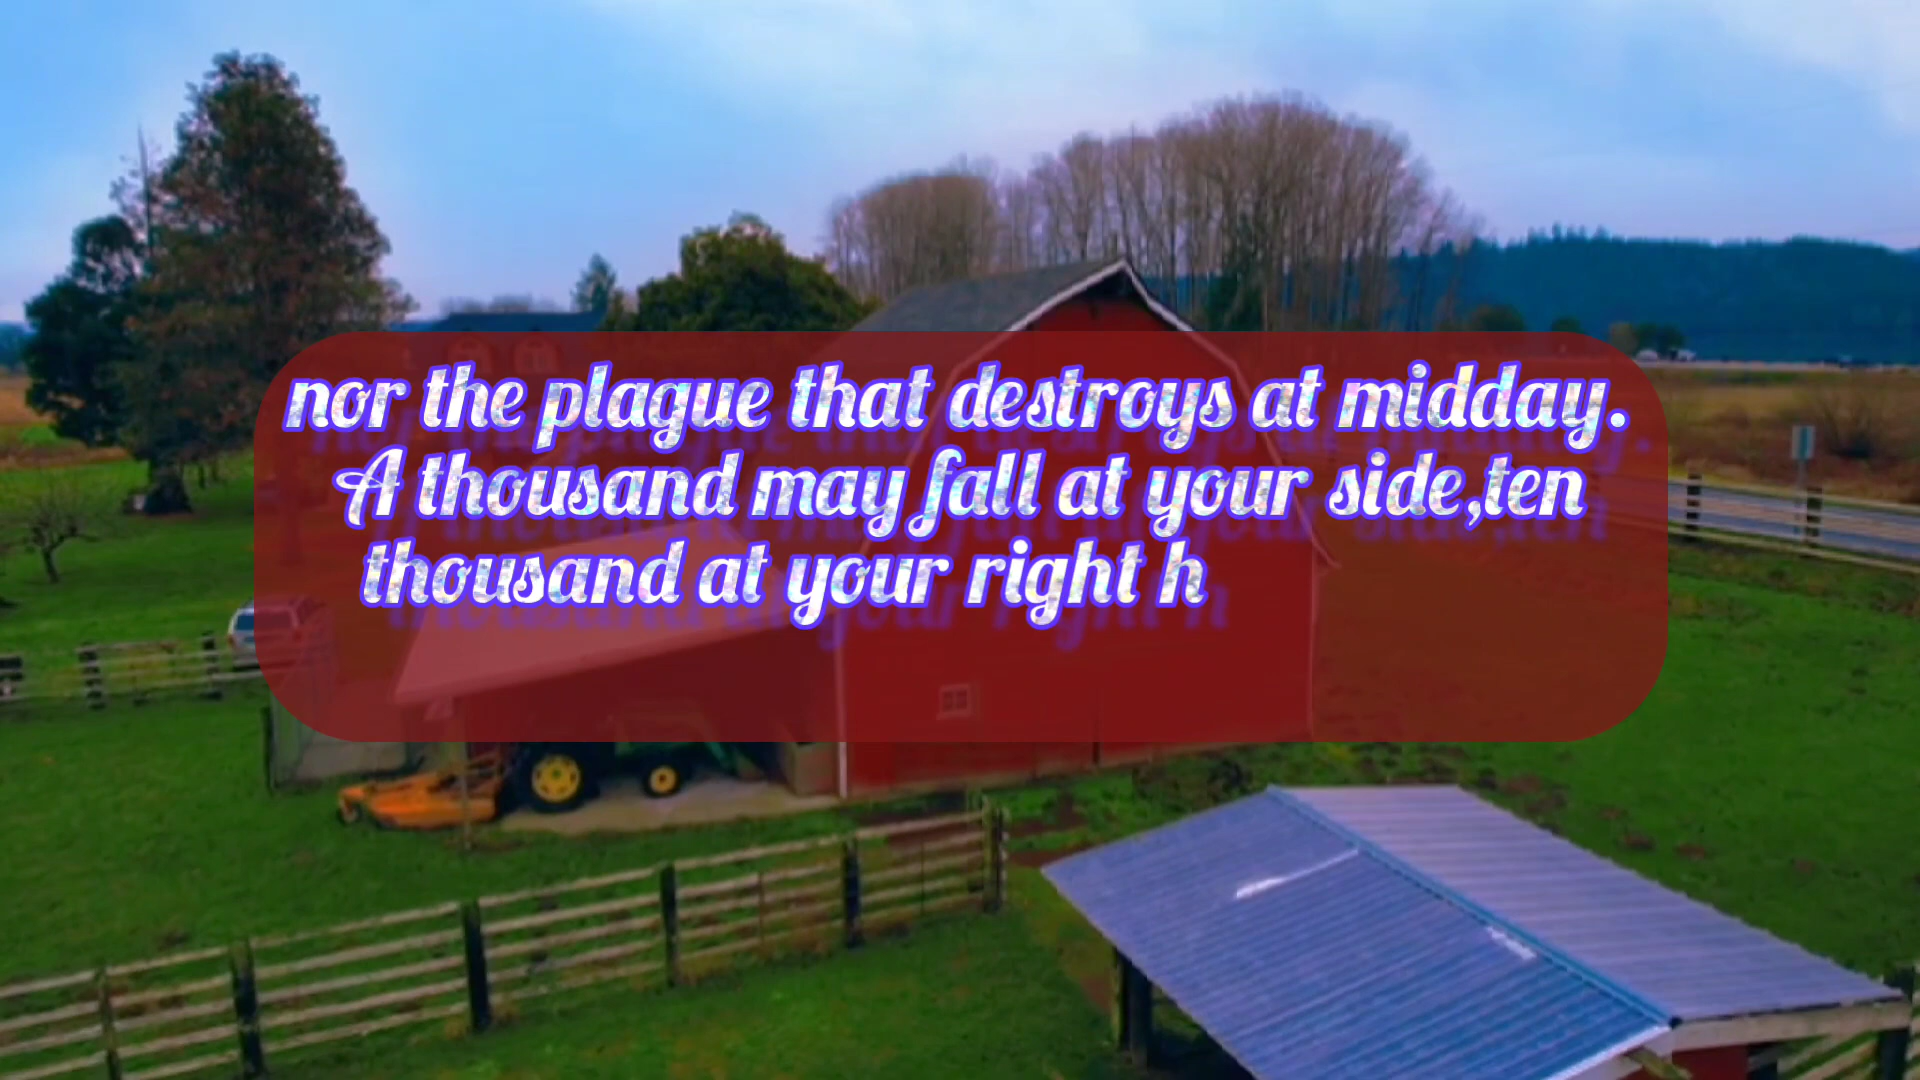 nor the plague that destroys at midday.
A thousand may fall at your side,ten
thousand at your right h